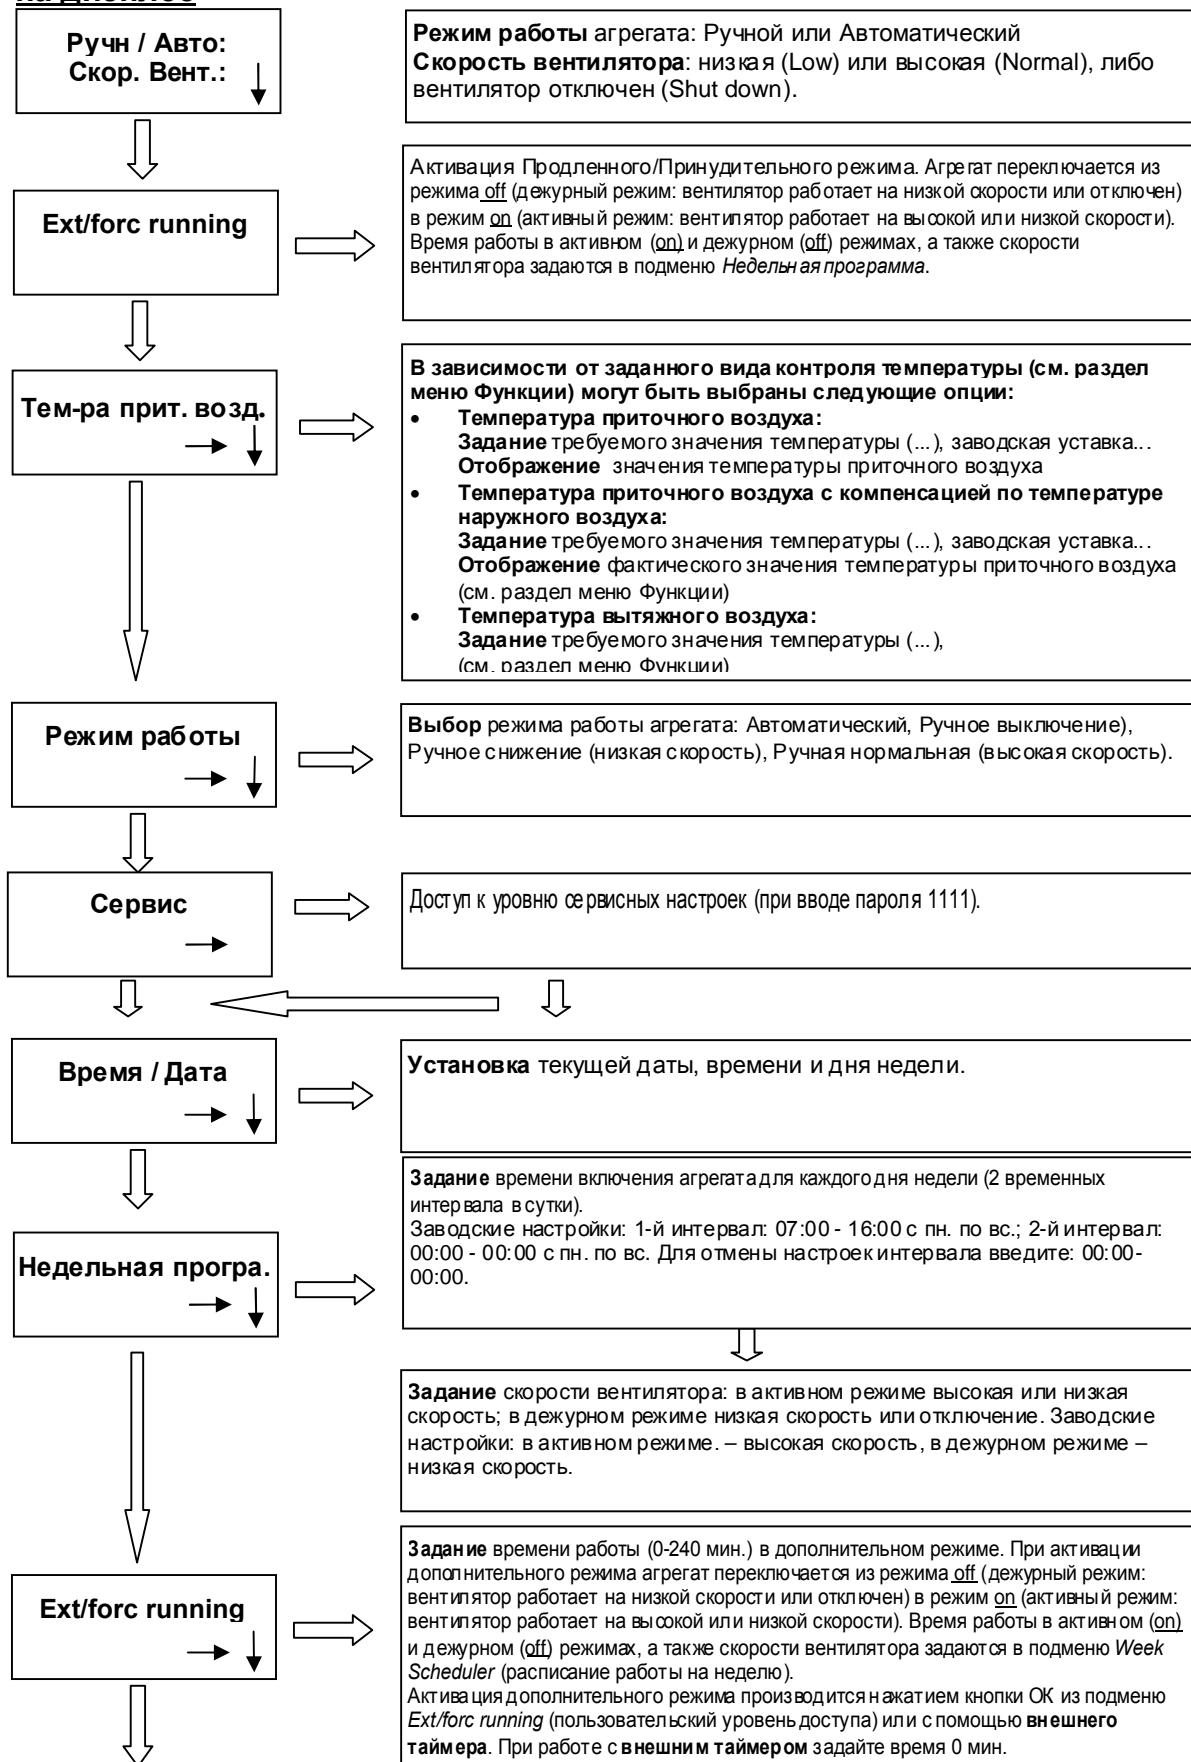 Ручн / Авто:
Скор. Вент.:
Режим работы агрегата: Ручной или Автоматический
Скорость вентилятора: низкая (Low) или высокая (Normal), либо
вентилятор отключен (Shut down).
Ext/forc running
Активация Продленного/Принудительного режима. Агрегат переключается из
режима off (дежурный режим: вентилятор работает на низкой скорости или отключен)
в режим on (активный режим: вентилятор работает на высокой или низкой скорости).
Время работы в активном (on) и дежурном (off) режимах, а также скорости
вентилятора задаются в подменю Недельная программа.
Тем-ра прит. возд.
В зависимости от заданного вида контроля температуры (см. раздел
меню Функции) могут быть выбраны следующие опции:
• Температура приточного воздуха:
Задание требуемого значения температуры (...), заводская уставка...
Отображение значения температуры приточного воздуха
• Температура приточного воздуха с компенсацией по температуре
наружного воздуха:
Задание требуемого значения температуры (...), заводская уставка...
Отображение фактического значения температуры приточного воздуха
(см. раздел меню Функции)
• Температура вытяжного воздуха:
Задание требуемого значения температуры (...),
(см. раздел меню Функции)
Режим работы
Выбор режима работы агрегата: Автоматический, Ручное выключение),
Ручное снижение (низкая скорость), Ручная нормальная (высокая скорость).
Сервис
Доступ к уровню сервисных настроек (при вводе пароля 1111).
Время / Дата
Установка текущей даты, времени и дня недели.
Недельная програ.
Задание времени включения агрегата для каждого дня недели (2 временных
интервала в сутки).
Заводские настройки: 1-й интервал: 07:00 - 16:00 с пн. по вс.; 2-й интервал:
00:00 - 00:00 с пн. по вс. Для отмены настроек интервала введите: 00:00-
00:00.
Задание скорости вентилятора: в активном режиме высокая или низкая
скорость; в дежурном режиме низкая скорость или отключение. Заводские
настройки: в активном режиме. – высокая скорость, в дежурном режиме –
низкая скорость.
Ext/forc running
Задание времени работы (0-240 мин.) в дополнительном режиме. При активации
дополнительного режима агрегат переключается из режима off (дежурный режим:
вентилятор работает на низкой скорости или отключен) в режим on (активный режим:
вентилятор работает на высокой или низкой скорости). Время работы в активном (on)
и дежурном (off) режимах, а также скорости вентилятора задаются в подменю Week
Scheduler (расписание работы на неделю).
Активация дополнительного режима производится нажатием кнопки ОК из подменю
Ext/forc running (пользовательский уровень доступа) или с помощью внешнего
таймера. При работе с внешним таймером задайте время 0 мин.